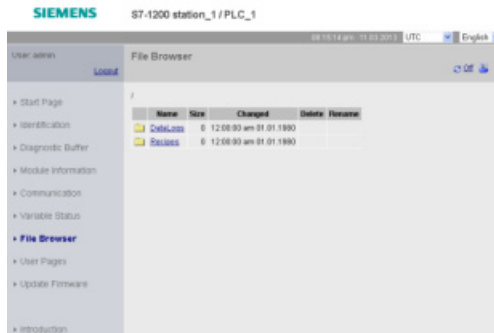 SIEMENS
S7-1200 station_1 / PLC_1
UTC English
User: admin
Logout
File Browser
Off
/
Name Size Changed Delete Rename
DataLogs 0 12:00:00 am 01.01.1990
Recipes 0 12:00:00 am 01.01.1990
Start Page
Identification
Diagnostic Buffer
Module Information
Communication
Variable Status
File Browser
User Pages
Update Firmware
Introduction